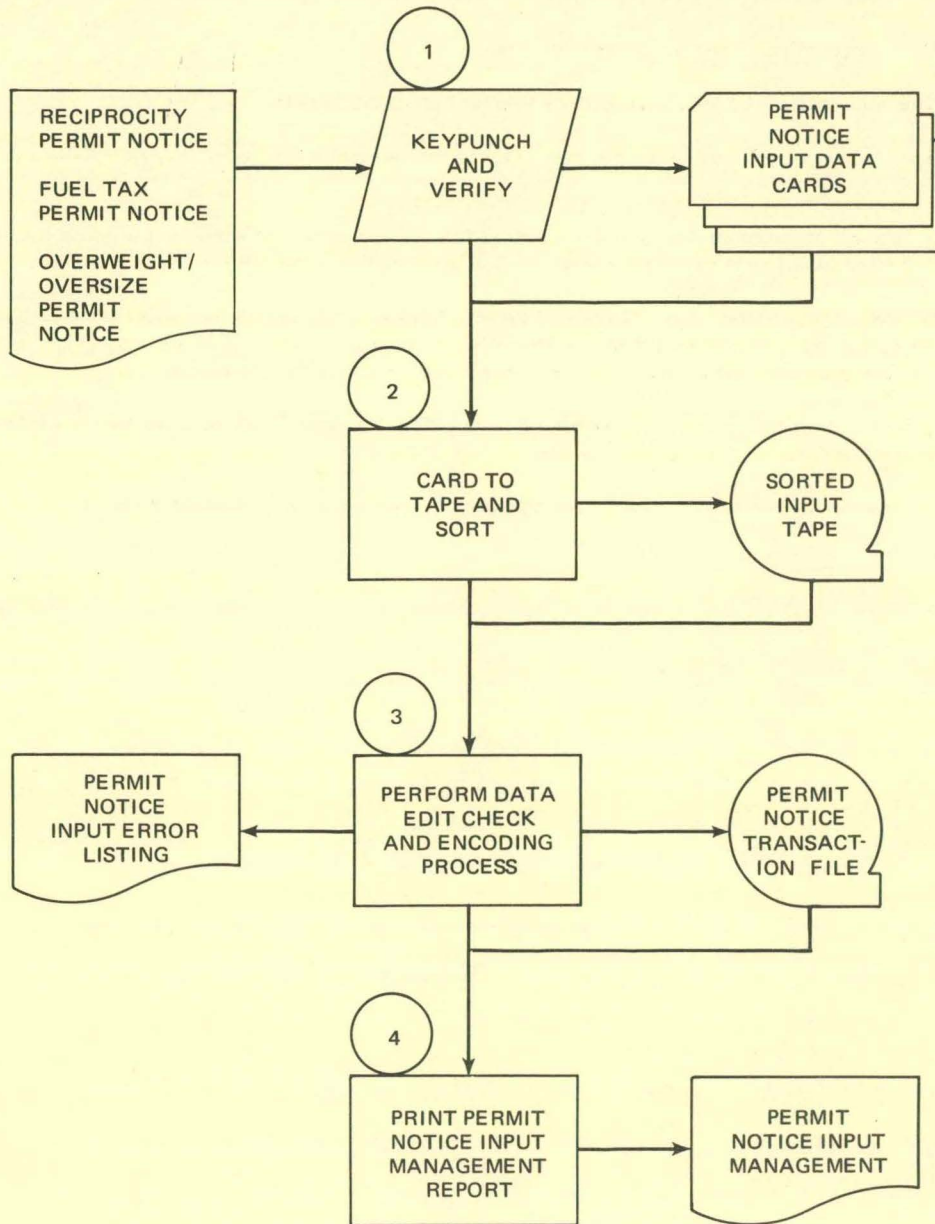 1
RECIPROCITY
PERMIT NOTICE
FUEL TAX
PERMIT NOTICE
OVERWEIGHT/
OVERSIZE
PERMIT
NOTICE
KEYPUNCH
AND
VERIFY
PERMIT
NOTICE
INPUT DATA
CARDS
2
CARD TO
TAPE AND
SORT
SORTED
INPUT
TAPE
3
PERMIT
NOTICE
INPUT ERROR
LISTING
PERFORM DATA
EDIT CHECK
AND ENCODING
PROCESS
PERMIT
NOTICE
TRANSACT-
ION FILE
4
PRINT PERMIT
NOTICE INPUT
MANAGEMENT
REPORT
PERMIT
NOTICE INPUT
MANAGEMENT